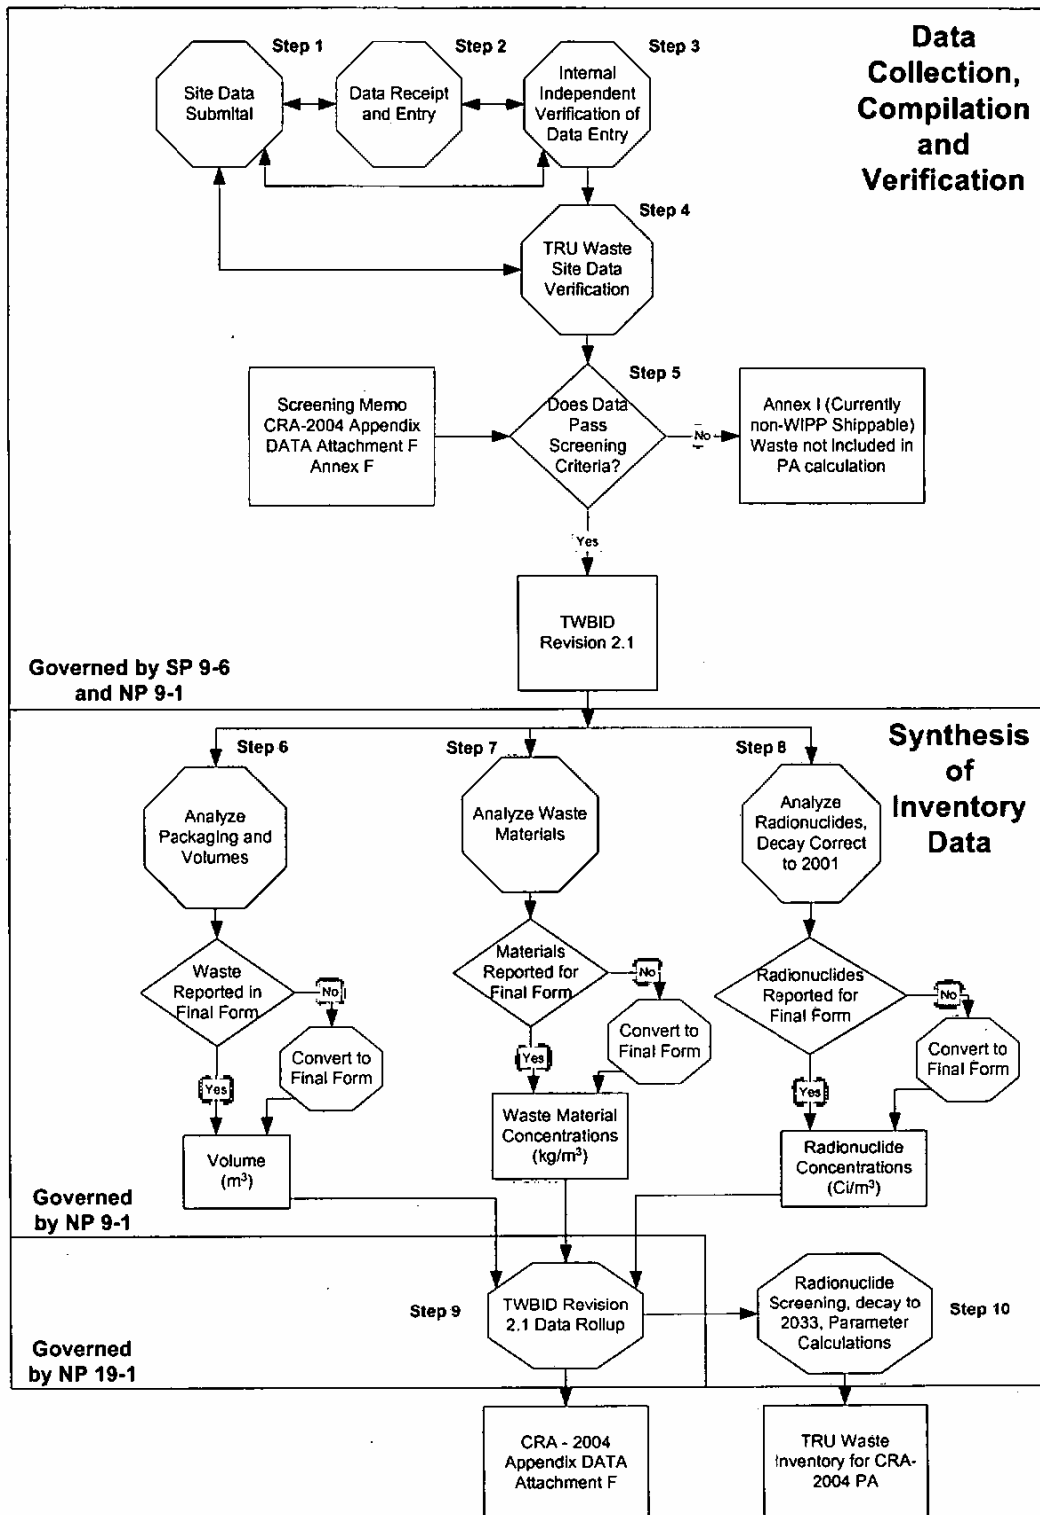 Data
Collection,
Compilation
and
Verification
Step 1
Site Data
Submital
Step 2
Data Receipt
and Entry
Step 3
Internal
Independent
Verification of
Data Entry
Step 4
TRU Waste
Site Data
Verification
Step 5
Does Data
Pass
Screening
Criteria?
Screening Memo
CRA-2004 Appendix
DATA Attachment F
Annex F
No
Annex I (Currently
non-WIPP Shippable)
Waste not Included in
PA calculation
Yes
TWBID
Revision 2.1
Governed by SP 9-6
and NP 9-1
Synthesis
of
Inventory
Data
Step 6
Analyze
Packaging and
Volumes
Step 7
Analyze Waste
Materials
Step 8
Analyze
Radionuclides,
Decay Correct
to 2001
Waste
Reported in
Final Form
No
Convert to
Final Form
Yes
Volume
(m³)
Materials
Reported for
Final Form
No
Convert to
Final Form
Yes
Waste Material
Concentrations
(kg/m³)
Radionuclides
Reported for
Final Form
No
Convert to
Final Form
Yes
Radionuclide
Concentrations
(Ci/m³)
Governed
by NP 9-1
Step 9
TWBID Revision
2.1 Data Rollup
Radionuclide
Screening, decay to
2033, Parameter
Calculations
Step 10
Governed
by NP 19-1
CRA - 2004
Appendix DATA
Attachment F
TRU Waste
Inventory for CRA-
2004 PA